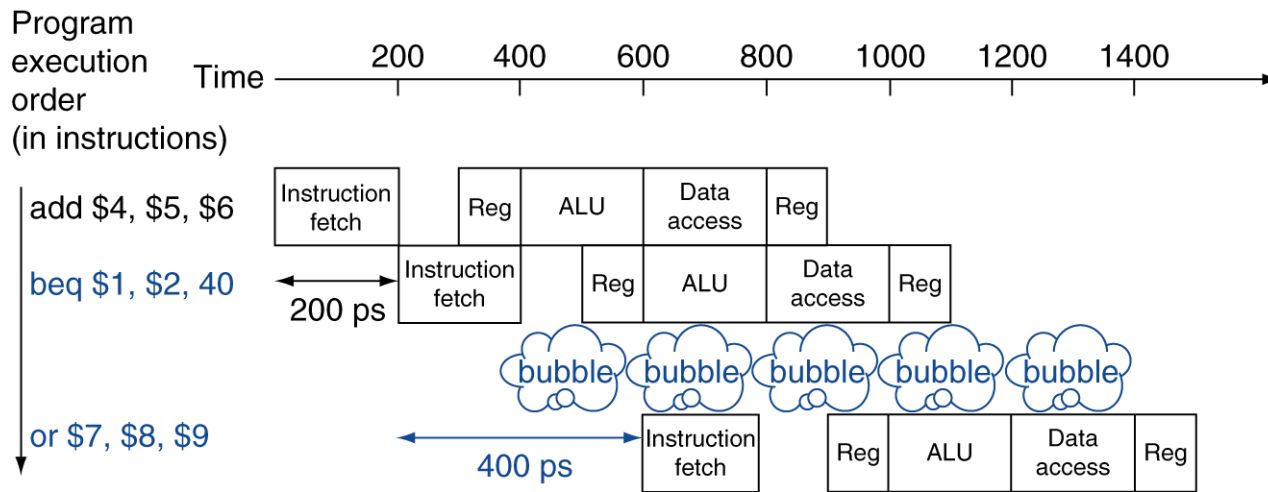 Program
execution
order
(in instructions)
Time
200 400 600 800 1000 1200 1400
add $4, $5, $6
Instruction
fetch
Reg
ALU
Data
access
Reg
beq $1, $2, 40
200 ps
Instruction
fetch
Reg
ALU
Data
access
Reg
bubble bubble bubble bubble bubble
or $7, $8, $9
400 ps
Instruction
fetch
Reg
ALU
Data
access
Reg